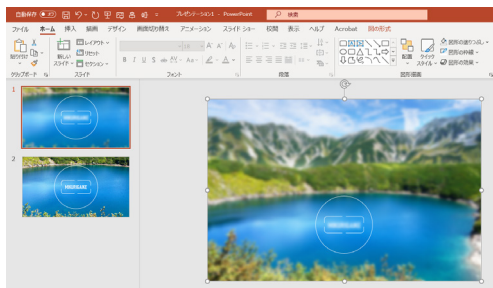 自動保存 プレゼンテーション1 - PowerPoint 検索
ファイル ホーム 挿入 描画 デザイン 画面切り替え アニメーション スライド ショー 校閲 表示 ヘルプ Acrobat 図の形式
貼り付け 新しいスライド レイアウト リセット セクション
B I U S ab AV Aa A
配置 クイックスタイル 図形の塗りつぶし 図形の枠線 図形の効果
クリップボード スライド フォント 段落 図形描画
1
2